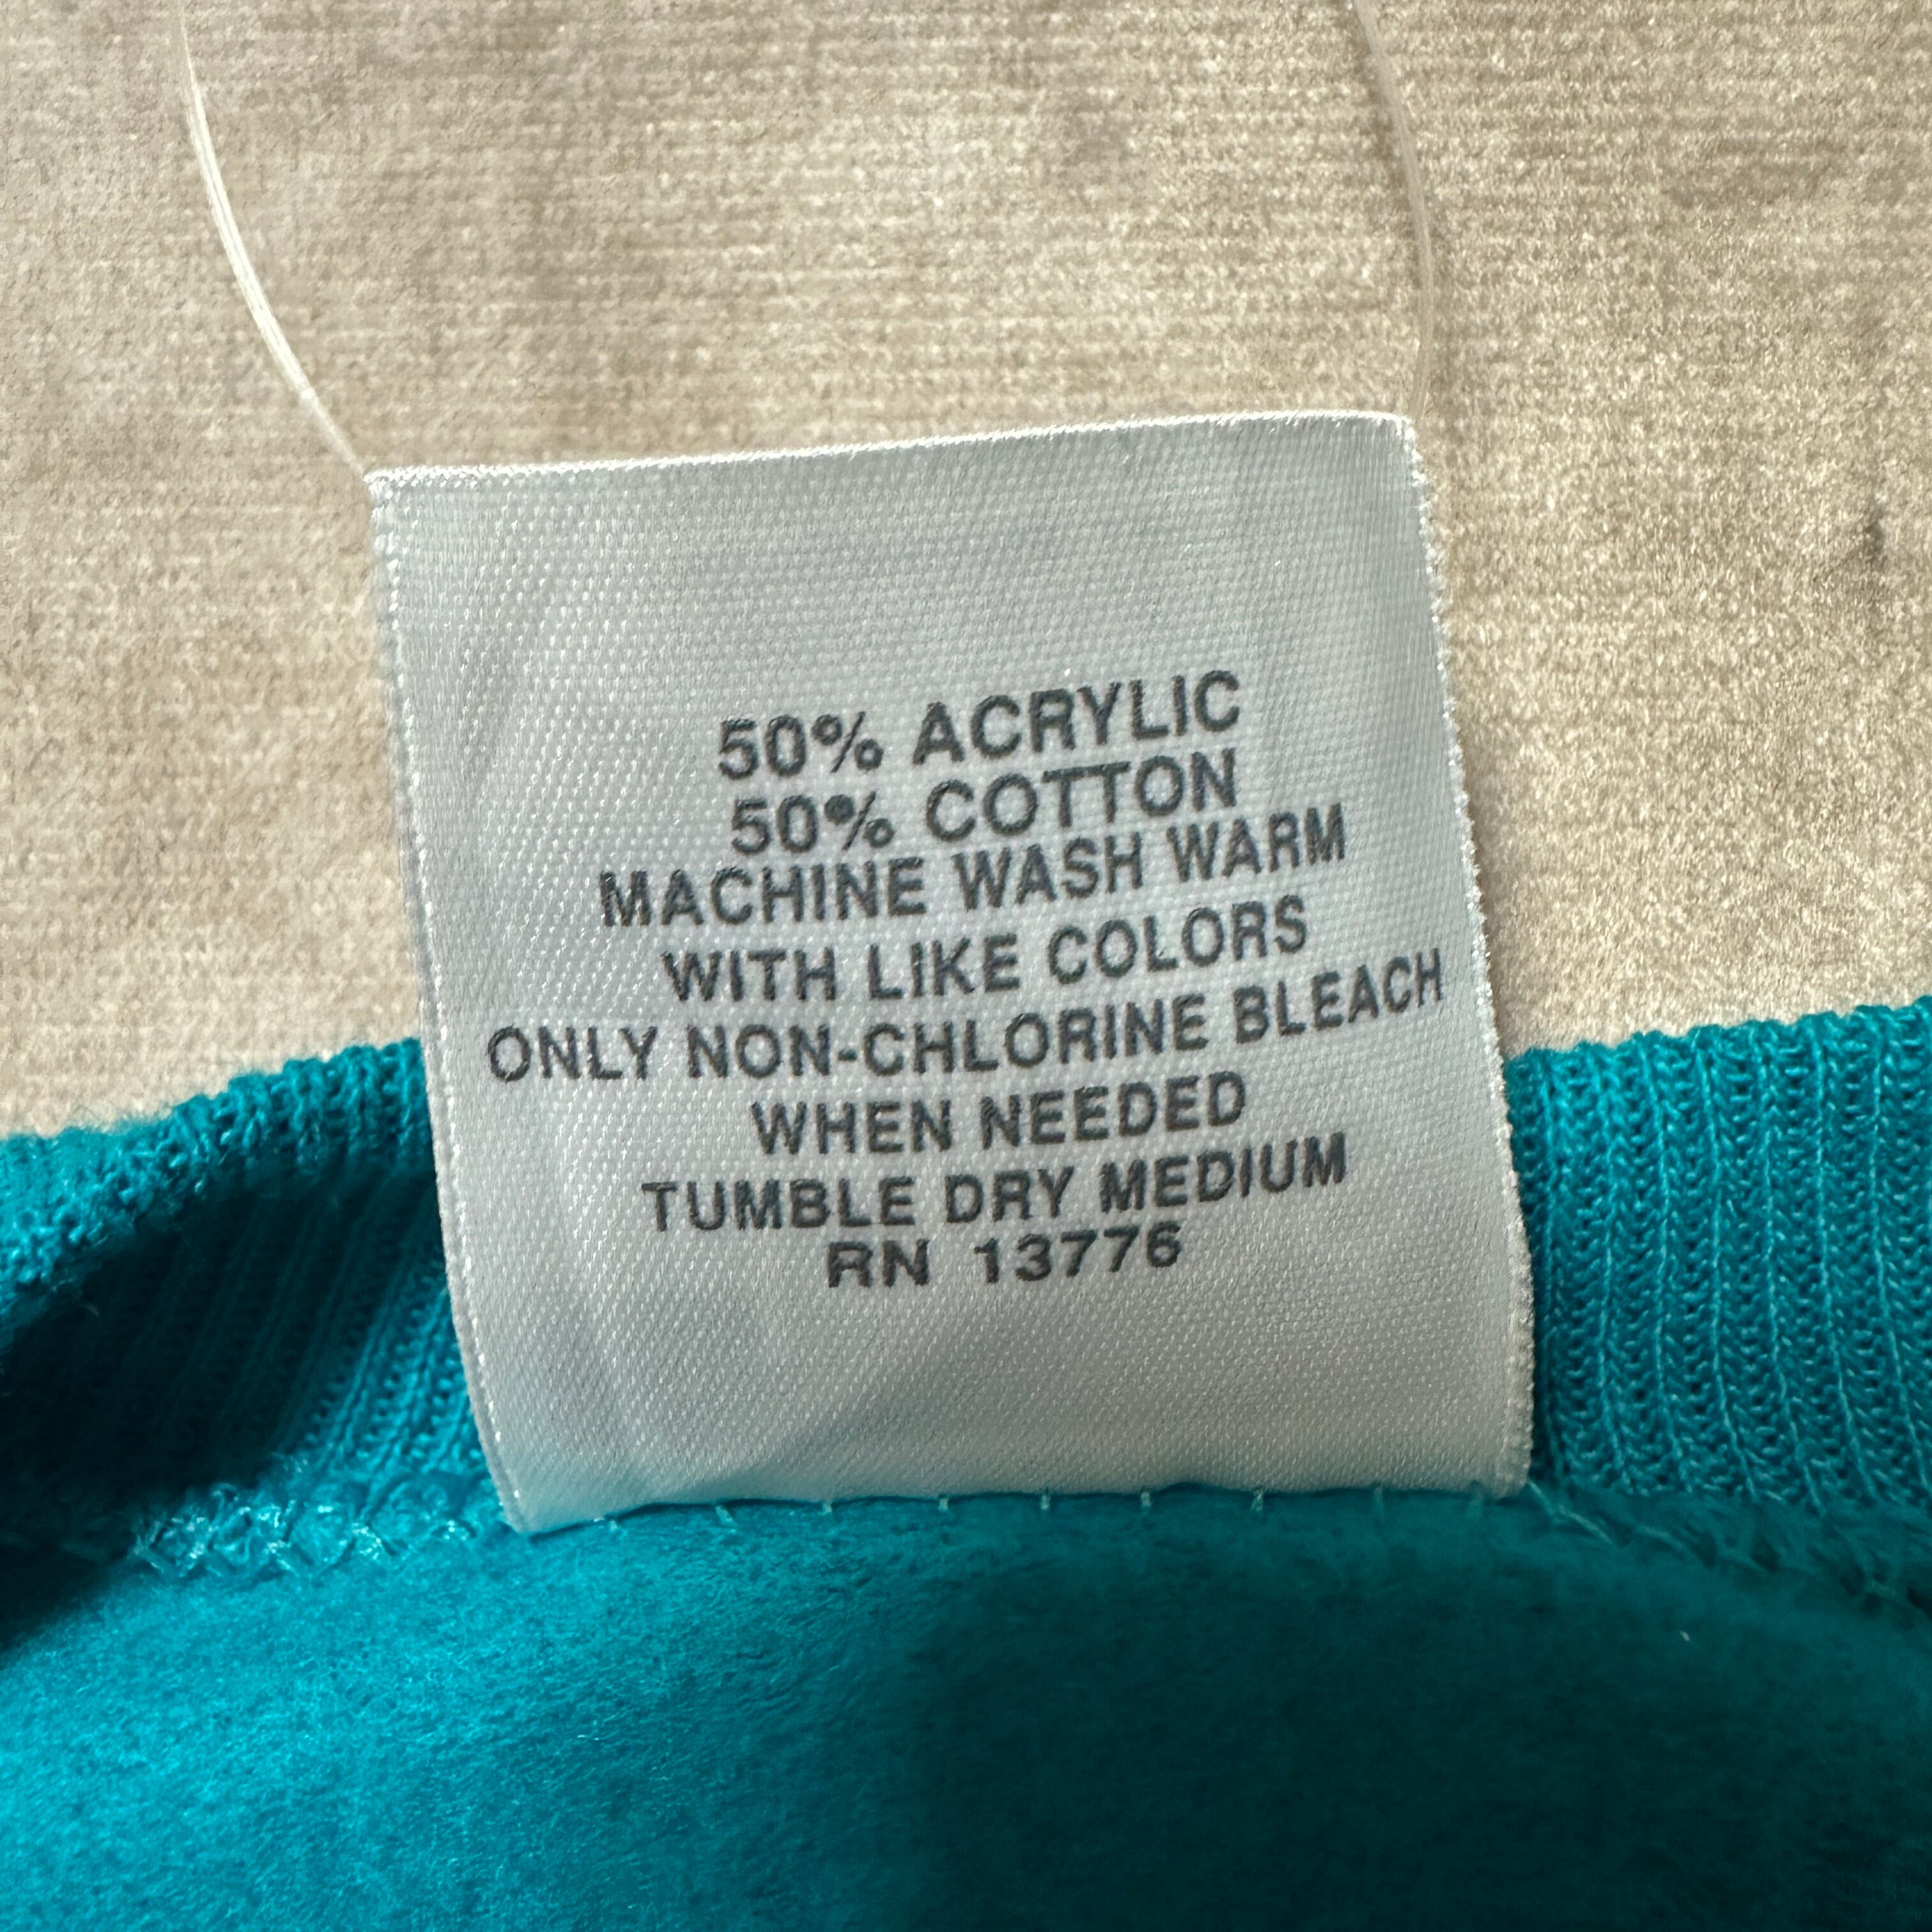 50% ACRYLIC
50% COTTON
MACHINE WASH WARM
WITH LIKE COLORS
ONLY NON-CHLORINE BLEACH
WHEN NEEDED
TUMBLE DRY MEDIUM
RN 13776